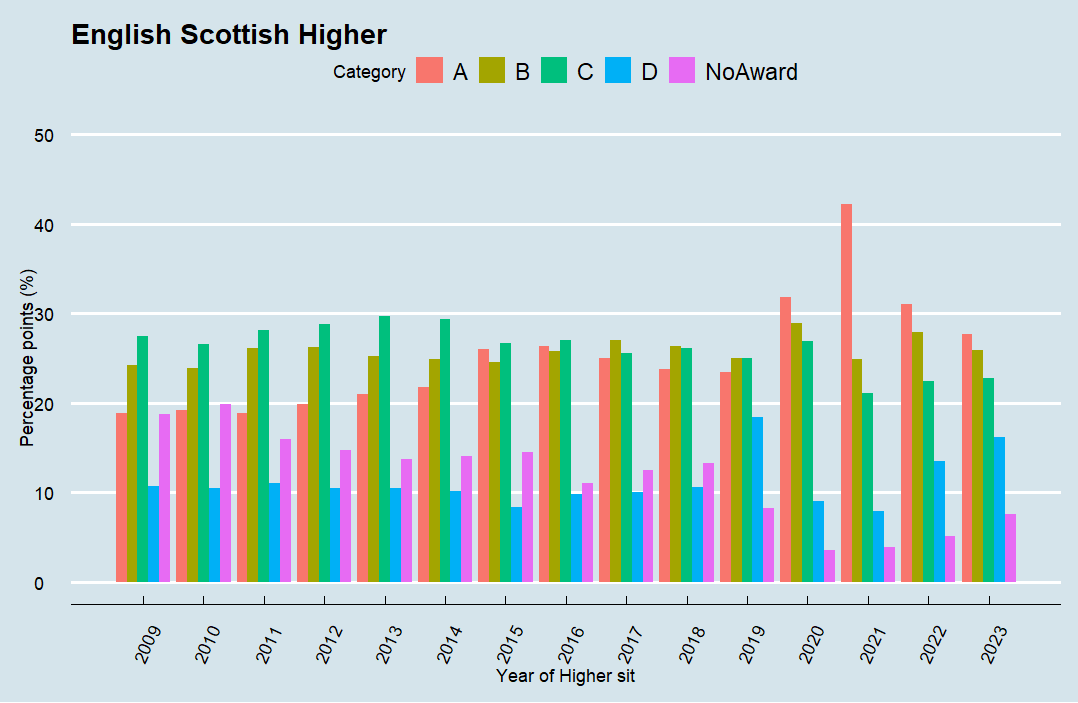 English Scottish Higher
Category A B C D NoAward
50
40
30
20
10
0
Percentage points (%)
2009 2010 2011 2012 2013 2014 2015 2016 2017 2018 2019 2020 2021 2022 2023
Year of Higher sit